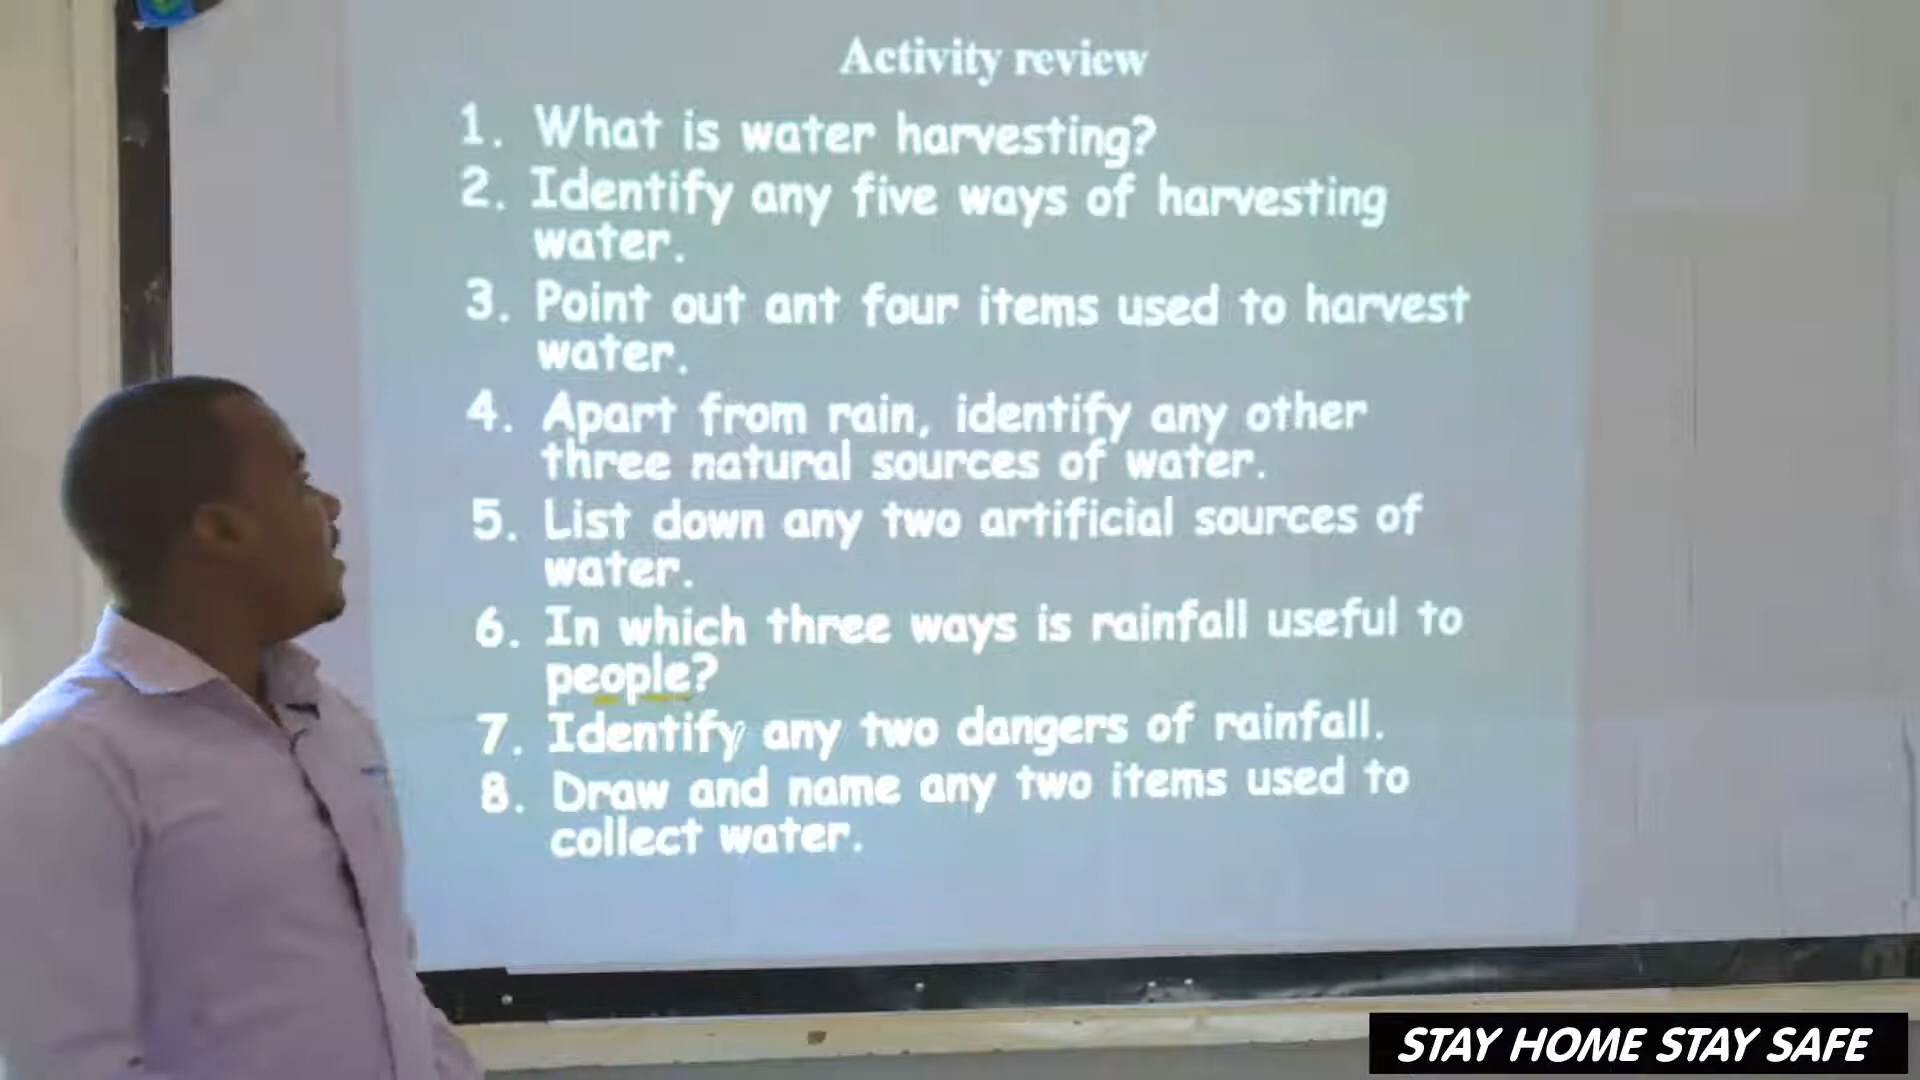 Activity review
1. What is water harvesting?
2. Identify any five ways of harvesting
water.
3. Point out ant four items used to harvest
water.
4. Apart from rain, identify any other
three natural sources of water.
5. List down any two artificial sources of
water.
6. In which three ways is rainfall useful to
people?
7. Identify any two dangers of rainfall.
8. Draw and name any two items used to
collect water.
STAY HOME STAY SAFE